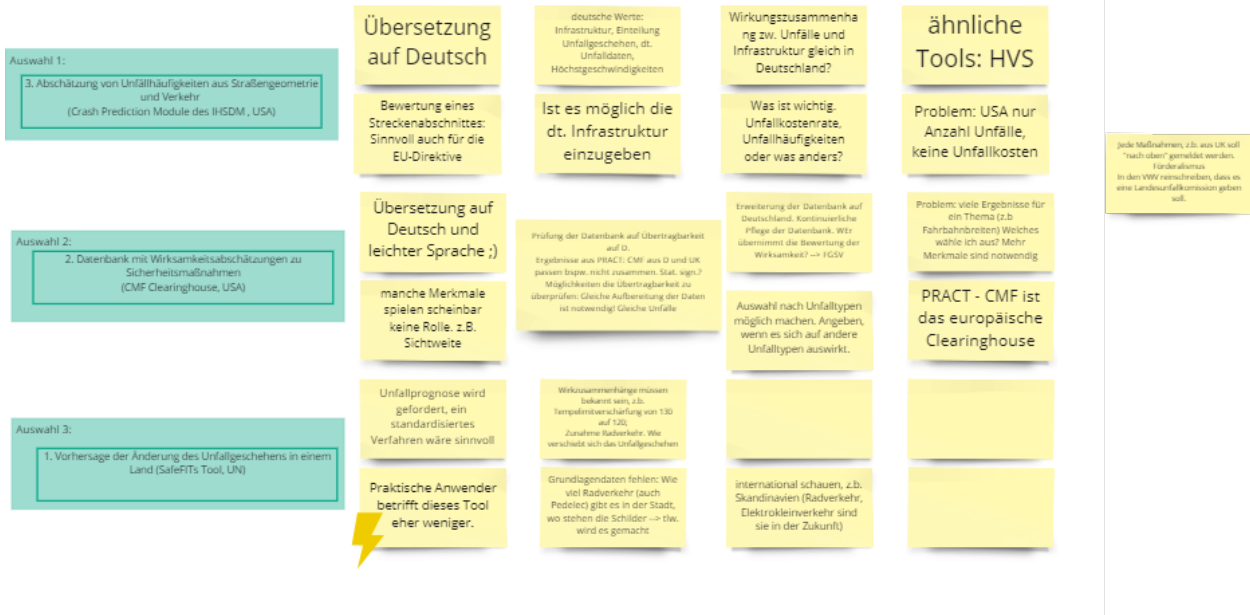 Auswahl 1:
3. Abschätzung von Unfällhäufigkeiten aus Straßengeometrie
und Verkehr
(Crash Prediction Module des IHSDM , USA)
Übersetzung
auf Deutsch
deutsche Werte:
Infrastruktur, Einteilung
Unfallgeschehen, dt.
Unfalldaten,
Höchstgeschwindigkeiten
Wirkungszusammenha
ng zw. Unfälle und
Infrastruktur gleich in
Deutschland?
ähnliche
Tools: HVS
Bewertung eines
Streckenabschnittes:
Sinnvoll auch für die
EU-Direktive
Ist es möglich die
dt. Infrastruktur
einzugeben
Was ist wichtig.
Unfallkostenrate,
Unfallhäufigkeiten
oder was anders?
Problem: USA nur
Anzahl Unfälle,
keine Unfallkosten
Jede Maßnahmen, z.b. aus UK soll
"nach oben" gemeldet werden.
Förderalismus
In den VWV reinschreiben, dass es
eine Landesunfallkomission geben
soll.
Auswahl 2:
2. Datenbank mit Wirksamkeitsabschätzungen zu
Sicherheitsmaßnahmen
(CMF Clearinghouse, USA)
Übersetzung auf
Deutsch und
leichter Sprache ;)
Prüfung der Datenbank auf Übertragbarkeit
auf D.
Ergebnisse aus PRACT: CMF aus D und UK
passen bspw. nicht zusammen. Stat. sign.?
Möglichkeiten die Übertragbarkeit zu
überprüfen: Gleiche Aufbereitung der Daten
ist notwendig! Gleiche Unfälle
Erweiterung der Datenbank auf
Deutschland. Kontinuierliche
Pflege der Datenbank. WEr
übernimmt die Bewertung der
Wirksamkeit? --> FGSV
Problem: viele Ergebnisse für
ein Thema (z.b
Fahrbahnbreiten) Welches
wähle ich aus? Mehr
Merkmale sind notwendig
manche Merkmale
spielen scheinbar
keine Rolle. z.B.
Sichtweite
Auswahl nach Unfalltypen
möglich machen. Angeben,
wenn es sich auf andere
Unfalltypen auswirkt.
PRACT - CMF ist
das europäische
Clearinghouse
Auswahl 3:
1. Vorhersage der Änderung des Unfallgeschehens in einem
Land (SafeFITs Tool, UN)
Unfallprognose wird
gefordert, ein
standardisiertes
Verfahren wäre sinnvoll
Wirkzusammenhänge müssen
bekannt sein, z.b.
Tempelimitverschärfung von 130
auf 120;
Zunahme Radverkehr. Wie
verschiebt sich das Unfallgeschehen
Praktische Anwender
betrifft dieses Tool
eher weniger.
Grundlagendaten fehlen: Wie
viel Radverkehr (auch
Pedelec) gibt es in der Stadt,
wo stehen die Schilder --> tlw.
wird es gemacht
international schauen, z.b.
Skandinavien (Radverkehr,
Elektrokleinverkehr sind
sie in der Zukunft)